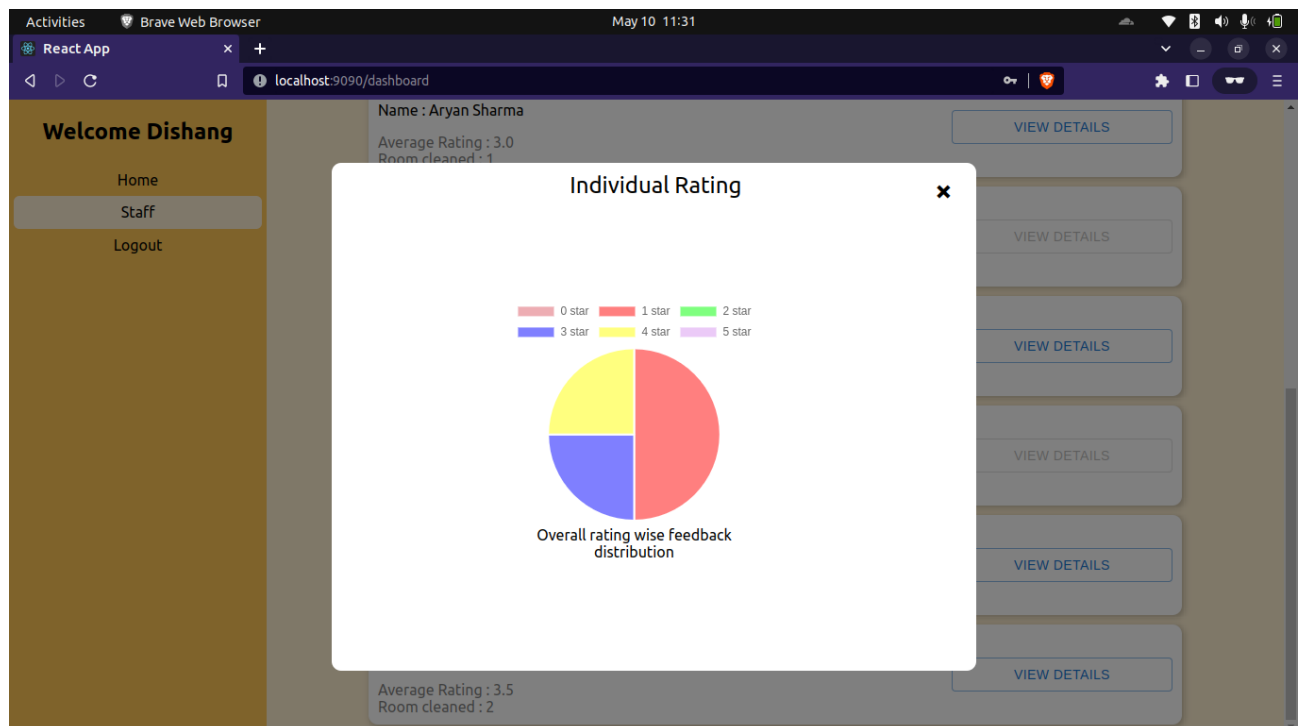 Activities Brave Web Browser May 10 11:31
React App
localhost:9090/dashboard
Welcome Dishang
Home
Staff
Logout
Name : Aryan Sharma
Average Rating : 3.0
Room cleaned : 1
VIEW DETAILS
Individual Rating
VIEW DETAILS
0 star 1 star 2 star
3 star 4 star 5 star
VIEW DETAILS
VIEW DETAILS
Overall rating wise feedback
distribution
VIEW DETAILS
VIEW DETAILS
Average Rating : 3.5
Room cleaned : 2